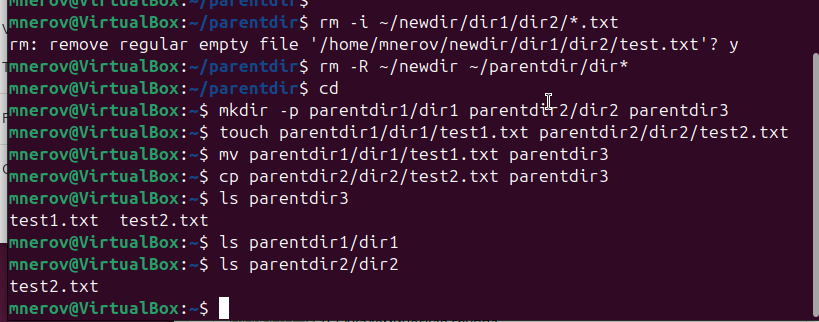 mnerov@VirtualBox:~/parentdir$
mnerov@VirtualBox:~/parentdir$ rm -i ~/newdir/dir1/dir2/*.txt
rm: remove regular empty file '/home/mnerov/newdir/dir1/dir2/test.txt'? y
mnerov@VirtualBox:~/parentdir$ rm -R ~/newdir ~/parentdir/dir*
mnerov@VirtualBox:~/parentdir$ cd
mnerov@VirtualBox:~$ mkdir -p parentdir1/dir1 parentdir2/dir2 parentdir3
mnerov@VirtualBox:~$ touch parentdir1/dir1/test1.txt parentdir2/dir2/test2.txt
mnerov@VirtualBox:~$ mv parentdir1/dir1/test1.txt parentdir3
mnerov@VirtualBox:~$ cp parentdir2/dir2/test2.txt parentdir3
mnerov@VirtualBox:~$ ls parentdir3
test1.txt  test2.txt
mnerov@VirtualBox:~$ ls parentdir1/dir1
mnerov@VirtualBox:~$ ls parentdir2/dir2
test2.txt
mnerov@VirtualBox:~$